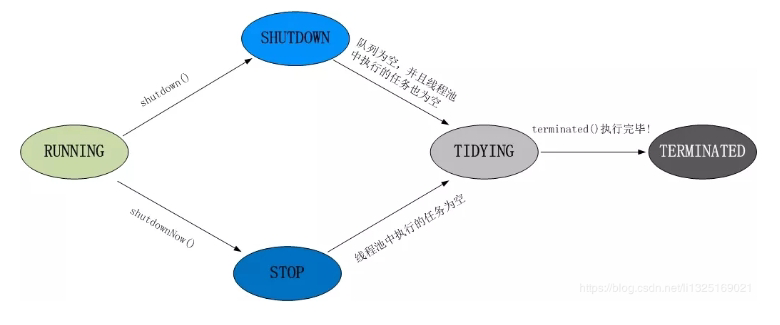 SHUTDOWN
队列为空，并且线程池
中执行的任务也为空
shutdown()
terminated()执行完毕!
RUNNING
TIDYING
TERMINATED
shutdownNow()
线程池中执行的任务为空
STOP
https://blog.csdn.net/li1325169021